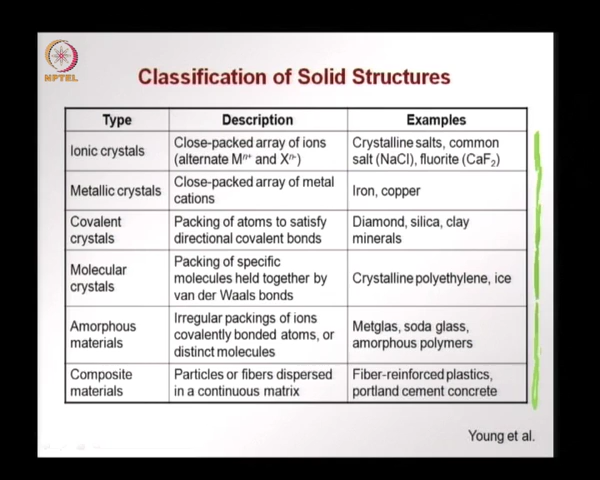 NPTEL
Classification of Solid Structures
Type Description Examples
Ionic crystals
Close-packed array of ions
(alternate Mⁿ⁺ and Xⁿ⁻)
Crystalline salts, common
salt (NaCl), fluorite (CaF₂)
Metallic crystals
Close-packed array of metal
cations
Iron, copper
Covalent
crystals
Packing of atoms to satisfy
directional covalent bonds
Diamond, silica, clay
minerals
Molecular
crystals
Packing of specific
molecules held together by
van der Waals bonds
Crystalline polyethylene, ice
Amorphous
materials
Irregular packings of ions
covalently bonded atoms, or
distinct molecules
Metglas, soda glass,
amorphous polymers
Composite
materials
Particles or fibers dispersed
in a continuous matrix
Fiber-reinforced plastics,
portland cement concrete
Young et al.